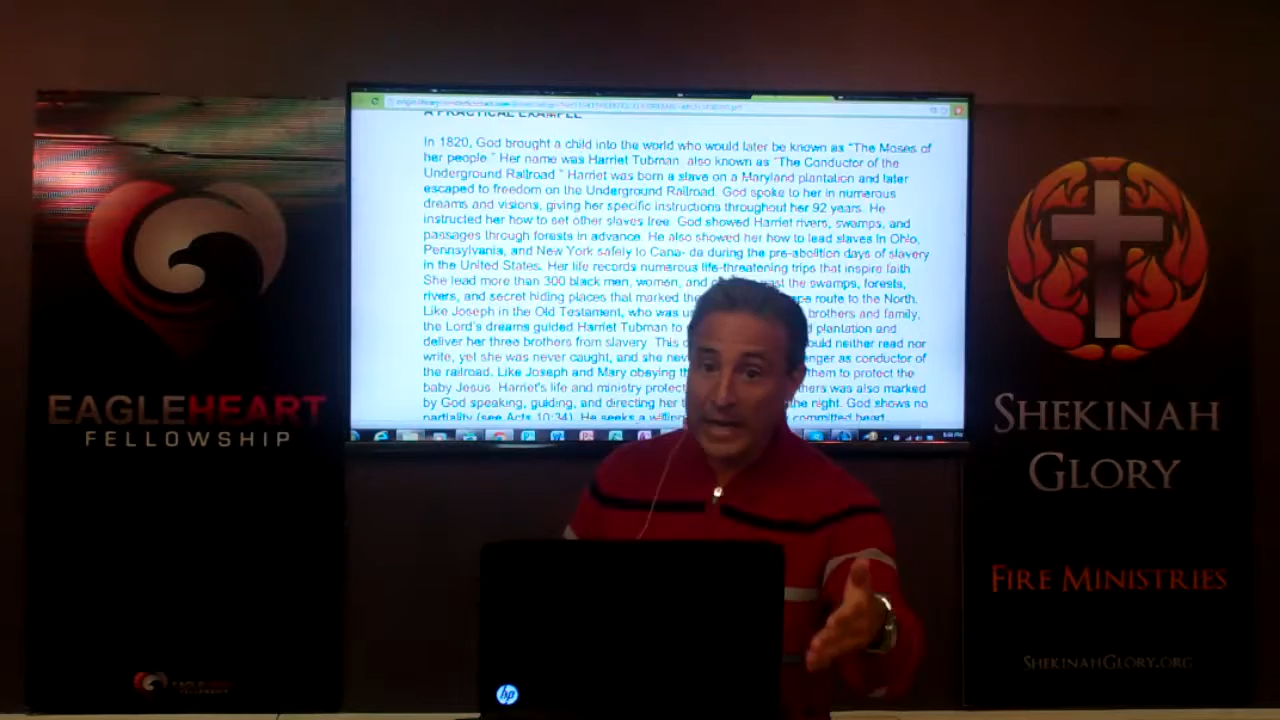 A PRACTICAL EXAMPLE
In 1820, God brought a child into the world who would later be known as "The Moses of
her people." Her name was Harriet Tubman, also known as "The Conductor of the
Underground Railroad." Harriet was born a slave on a Maryland plantation and later
escaped to freedom on the Underground Railroad. God spoke to her in numerous
dreams and visions, giving her specific instructions throughout her 92 years. He
instructed her how to set other slaves free. God showed Harriet rivers, swamps, and
passages through forests in advance. He also showed her how to lead slaves in Ohio,
Pennsylvania, and New York safely to Cana- da during the pre-abolition days of slavery
in the United States. Her life records numerous life-threatening trips that inspire faith
She lead more than 300 black men, women, and past the swamps, forests,
rivers, and secret hiding places that marked route to the North.
Like Joseph in the Old Testament, who was brothers and family,
the Lord's dreams guided Harriet Tubman to plantation and
deliver her three brothers from slavery. This neither read nor
write, yet she was never caught, and she as conductor of
the railroad. Like Joseph and Mary obeying them to protect the
baby Jesus. Harriet's life and ministry was also marked
by God speaking, guiding, and directing her the night. God shows no
partiality (see Acts 10:34). He seeks a committed heart
EAGLEHEART
FELLOWSHIP
EAGLEHEART
FELLOWSHIP
SHEKINAH
GLORY
FIRE MINISTRIES
SHEKINAHGLORY.ORG
hp